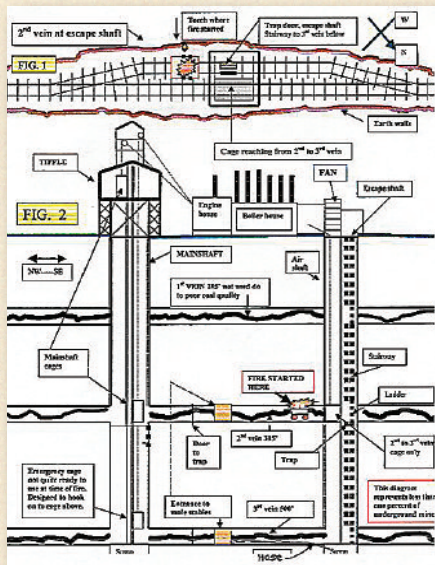 2nd vein at escape shaft
Torch where
fire started
Trap door, escape shaft
Stairway to 3rd vein below
W
N
FIG. 1
Earth walls
Cage reaching from 2nd to 3rd vein
TIPPLE
FAN
Escape shaft
Engine
house
Boiler house
FIG. 2
MAINSHAFT
Air
shaft
NW.....SE
1st VEIN
not used do
to poor coal quality
Mainshaft
cages
Stairway
FIRE STARTED
HERE
Ladder
Door
to
trap
2nd vein 315'
Trap
2nd to 3rd vein
cage only
Emergency cage
not quite ready to
use at time of fire.
Designed to hook
on to cage above.
Entrance to
mule stables
3rd vein 500'
This diagram
represents less than
one percent of
underground mine
Sump
HOSE
Sump